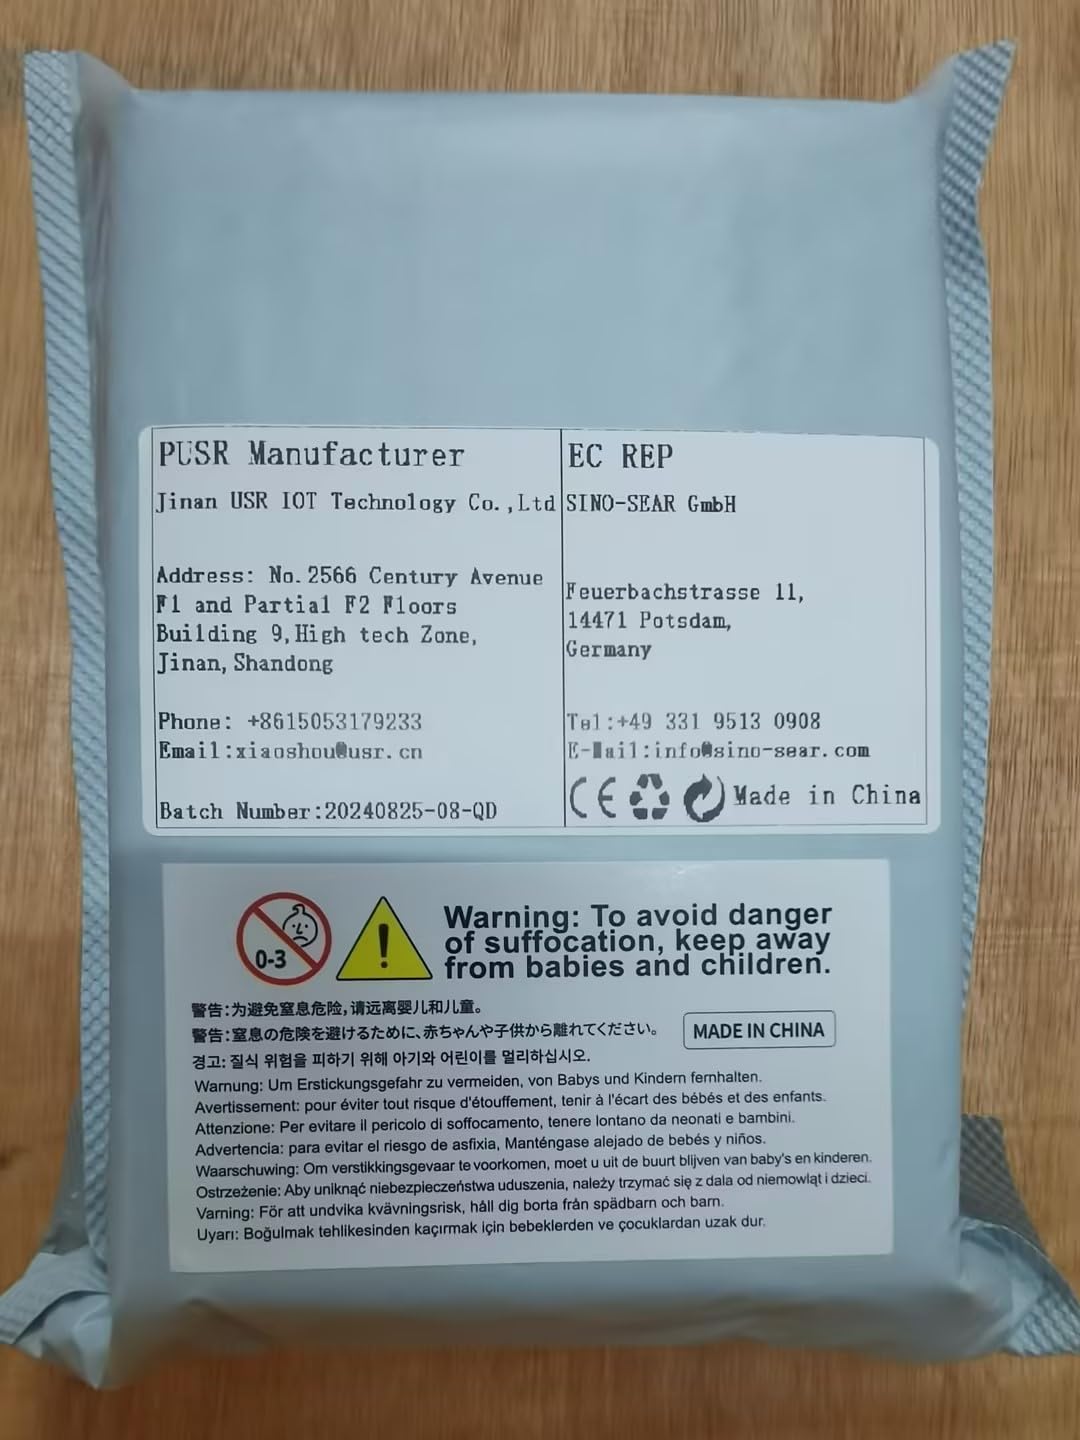 PUSR Manufacturer
Jinan USR IOT Technology Co.,Ltd
Address: No.2566 Century Avenue
F1 and Partial F2 Floors
Building 9,High tech Zone,
Jinan,Shandong
Phone: +8615053179233
Email:xiaoshou@usr.cn
Batch Number:20240825-08-QD
EC REP
SINO-SEAR GmbH
Feuerbachstrasse 11,
14471 Potsdam,
Germany
Tel:+49 331 9513 0908
E-Mail:info@sino-sear.com
CE Made in China
0-3
Warning: To avoid danger
of suffocation, keep away
from babies and children.
警告:为避免窒息危险,请远离婴儿和儿童。
警告:窒息の危険を避けるために、赤ちゃんや子供から離れてください。
MADE IN CHINA
경고: 질식 위험을 피하기 위해 아기와 어린이를 멀리하십시오.
Warnung: Um Erstickungsgefahr zu vermeiden, von Babys und Kindern fernhalten.
Avertissement: pour éviter tout risque d'étouffement, tenir à l'écart des bébés et des enfants.
Attenzione: Per evitare il pericolo di soffocamento, tenere lontano da neonati e bambini.
Advertencia: para evitar el riesgo de asfixia, Manténgase alejado de bebés y niños.
Waarschuwing: Om verstikkingsgevaar te voorkomen, moet u uit de buurt blijven van baby's en kinderen.
Ostrzeżenie: Aby uniknąć niebezpieczeństwa uduszenia, należy trzymać się z dala od niemowląt i dzieci.
Varning: För att undvika kvävningsrisk, håll dig borta från spädbarn och barn.
Uyarı: Boğulmak tehlikesinden kaçırmak için bebeklerden ve çocuklardan uzak dur.